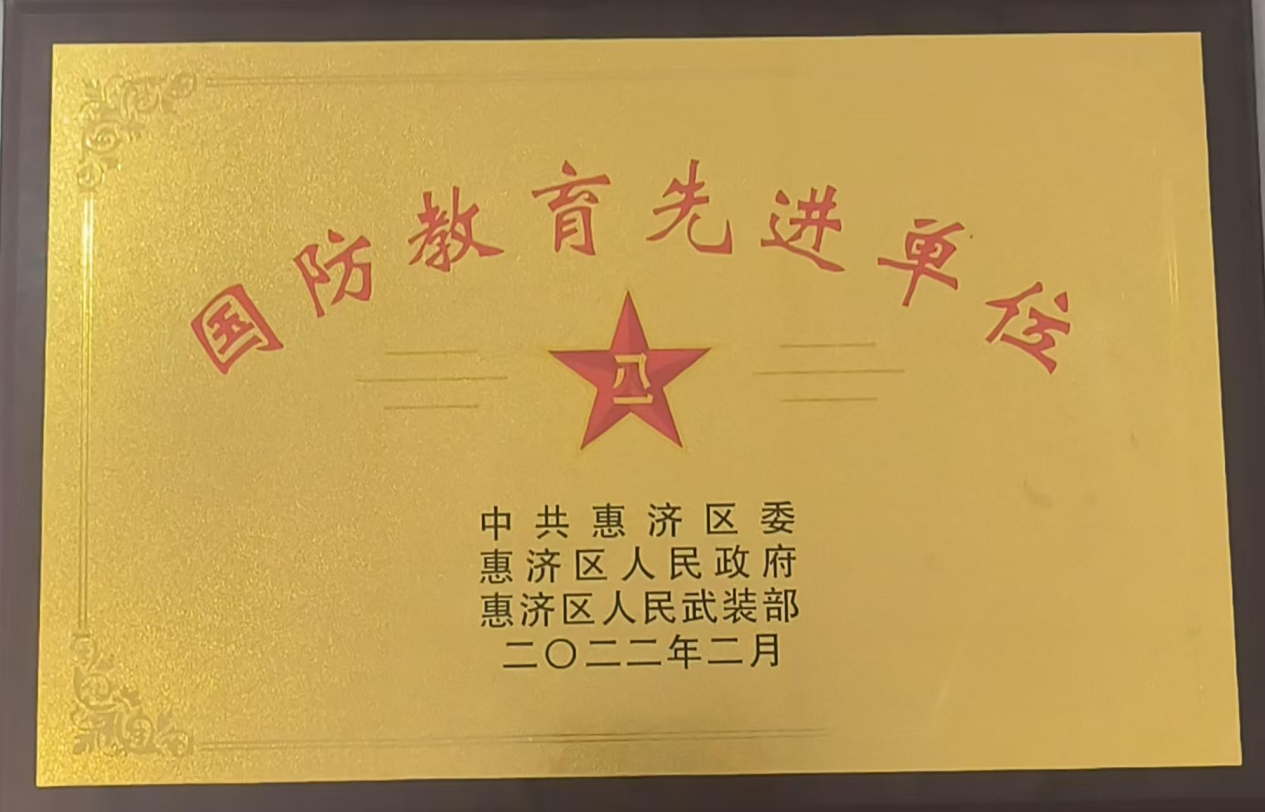 国防教育先进单位
八一
中共惠济区委
惠济区人民政府
惠济区人民武装部
二〇二二年二月